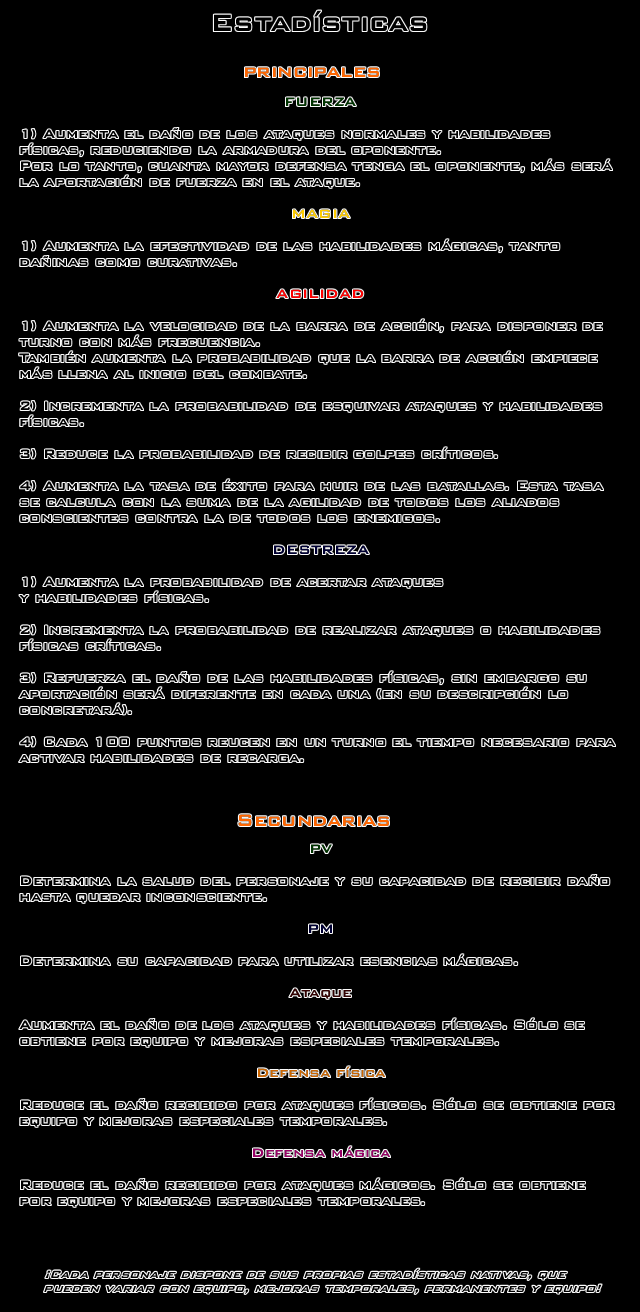 Estadísticas
PRINCIPALES
FUERZA
1) Aumenta el daño de los ataques normales y habilidades
físicas, reduciendo la armadura del oponente.
Por lo tanto, cuanta mayor defensa tenga el oponente, más será
la aportación de fuerza en el ataque.
MAGIA
1) Aumenta la efectividad de las habilidades mágicas, tanto
dañinas como curativas.
AGILIDAD
1) Aumenta la velocidad de la barra de acción, para disponer de
turno con más frecuencia.
También aumenta la probabilidad que la barra de acción empiece
más llena al inicio del combate.
2) Incrementa la probabilidad de esquivar ataques y habilidades
físicas.
3) Reduce la probabilidad de recibir golpes críticos.
4) Aumenta la tasa de éxito para huir de las batallas. Esta tasa
se calcula con la suma de la agilidad de todos los aliados
conscientes contra la de todos los enemigos.
DESTREZA
1) Aumenta la probabilidad de acertar ataques
y habilidades físicas.
2) Incrementa la probabilidad de realizar ataques o habilidades
físicas críticas.
3) Refuerza el daño de las habilidades físicas, sin embargo su
aportación será diferente en cada una (en su descripción lo
concretará).
4) Cada 100 puntos reucen en un turno el tiempo necesario para
activar habilidades de recarga.
Secundarias
PV
Determina la salud del personaje y su capacidad de recibir daño
hasta quedar inconsciente.
PM
Determina su capacidad para utilizar esencias mágicas.
Ataque
Aumenta el daño de los ataques y habilidades físicas. Sólo se
obtiene por equipo y mejoras especiales temporales.
Defensa física
Reduce el daño recibido por ataques físicos. Sólo se obtiene por
equipo y mejoras especiales temporales.
Defensa mágica
Reduce el daño recibido por ataques mágicos. Sólo se obtiene
por equipo y mejoras especiales temporales.
¡Cada personaje dispone de sus propias estadísticas nativas, que
pueden variar con equipo, mejoras temporales, permanentes y equipo!